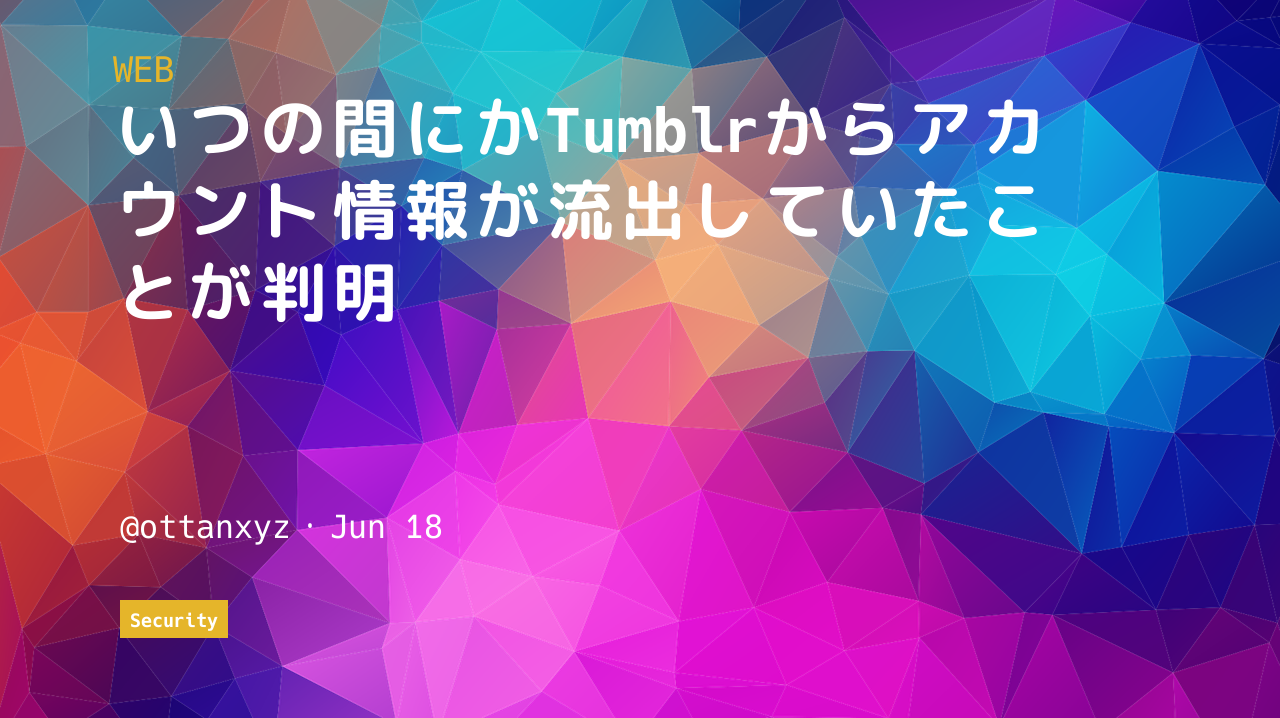 WEB
いつの間にかTumblrからアカ
ウント情報が流出していたこ
とが判明
@ottanxyz · Jun 18
Security